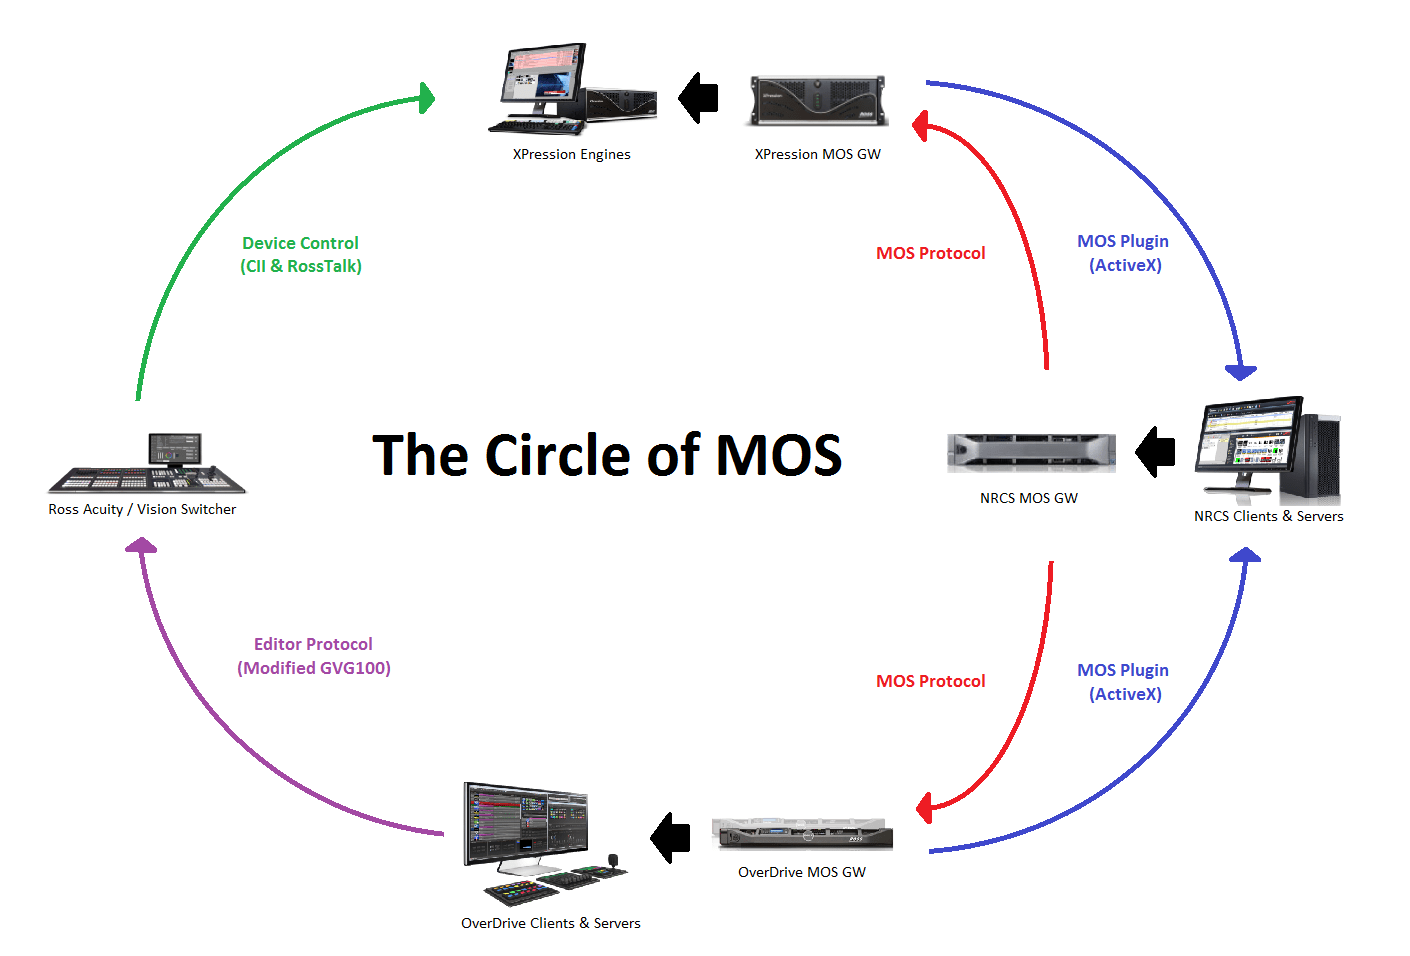 XPression Engines
XPression MOS GW
Device Control
(CII & RossTalk)
MOS Protocol
MOS Plugin
(ActiveX)
The Circle of MOS
Ross Acuity / Vision Switcher
NRCS MOS GW
NRCS Clients & Servers
Editor Protocol
(Modified GVG100)
MOS Protocol
MOS Plugin
(ActiveX)
OverDrive MOS GW
OverDrive Clients & Servers